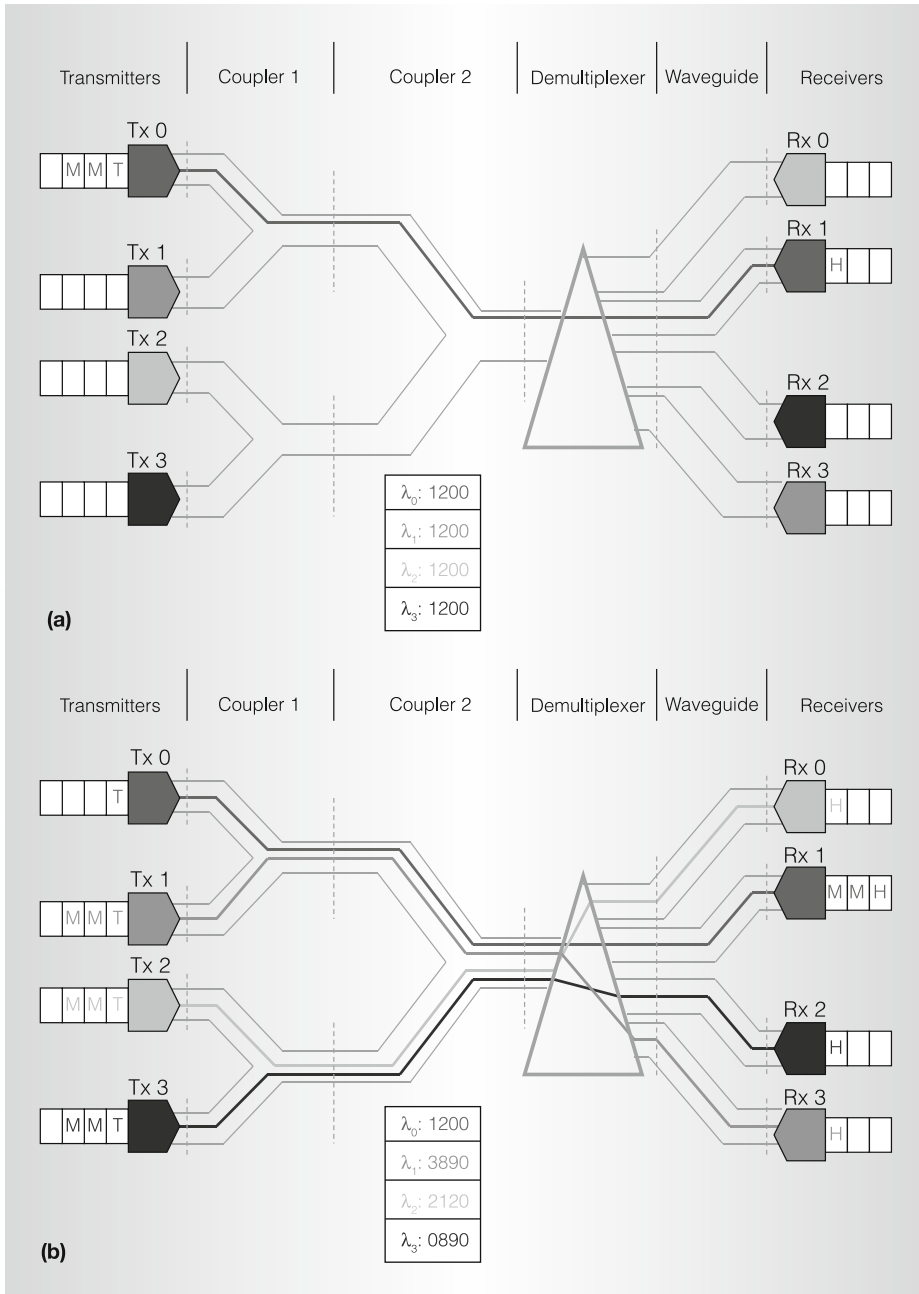 Transmitters Coupler 1 Coupler 2 Demultiplexer Waveguide Receivers
Tx 0
M M T
Tx 1
Tx 2
Tx 3
Rx 0
Rx 1
H
Rx 2
Rx 3
λ0: 1200
λ1: 1200
λ2: 1200
λ3: 1200
(a)
Transmitters Coupler 1 Coupler 2 Demultiplexer Waveguide Receivers
Tx 0
T
Tx 1
M M T
Tx 2
M M T
Tx 3
M M T
Rx 0
H
Rx 1
M M H
Rx 2
H
Rx 3
H
λ0: 1200
λ1: 3890
λ2: 2120
λ3: 0890
(b)